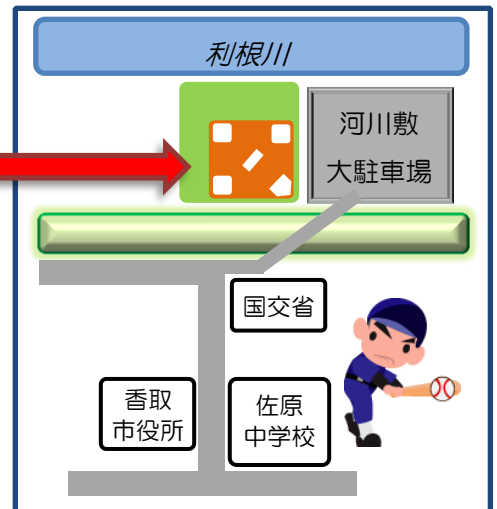 利根川
河川敷
大駐車場
国交省
香取
市役所
佐原
中学校